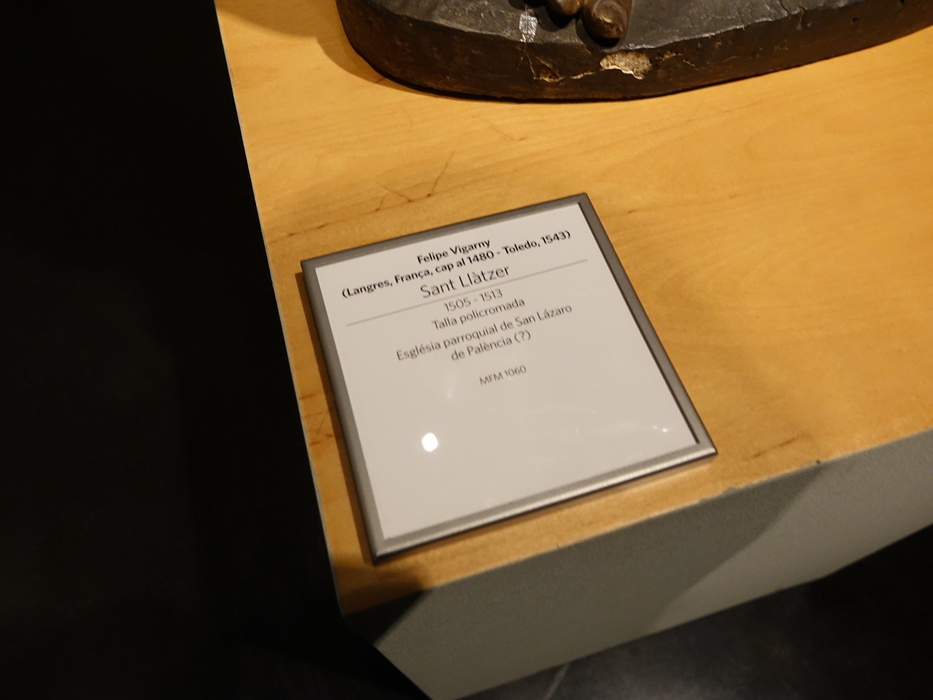 Felipe Vigarny
(Langres, França, cap al 1480 - Toledo, 1543)
Sant Llàtzer
1505 - 1513
Talla policromada
Església parroquial de San Lázaro
de Palència (?)
MFM 1060